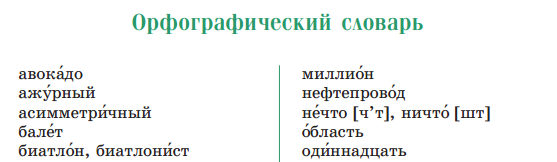 Орфографический словарь
авока́до
ажу́рный
асимметри́чный
бале́т
биатло́н, биатлони́ст
миллио́н
нефтепрово́д
не́что [ч’т], ничто́ [шт]
о́бласть
оди́ннадцать